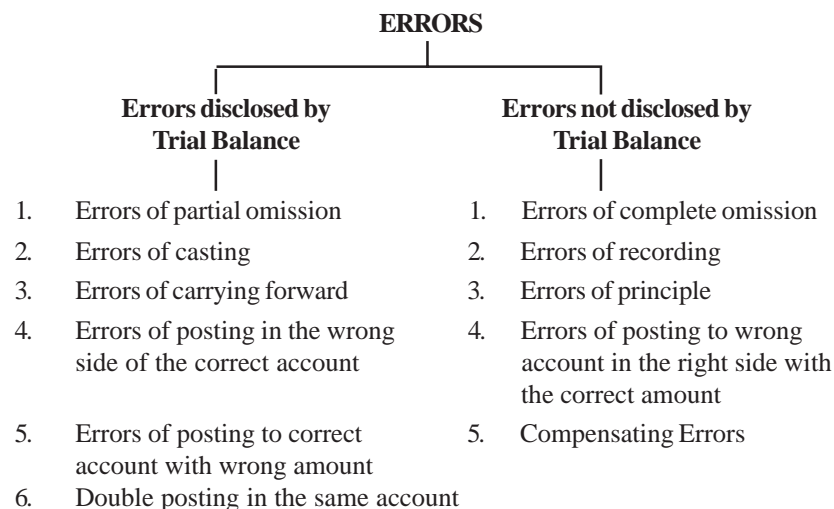 ERRORS
Errors disclosed by
Trial Balance
1. Errors of partial omission
2. Errors of casting
3. Errors of carrying forward
4. Errors of posting in the wrong
side of the correct account
5. Errors of posting to correct
account with wrong amount
6. Double posting in the same account
Errors not disclosed by
Trial Balance
1. Errors of complete omission
2. Errors of recording
3. Errors of principle
4. Errors of posting to wrong
account in the right side with
the correct amount
5. Compensating Errors